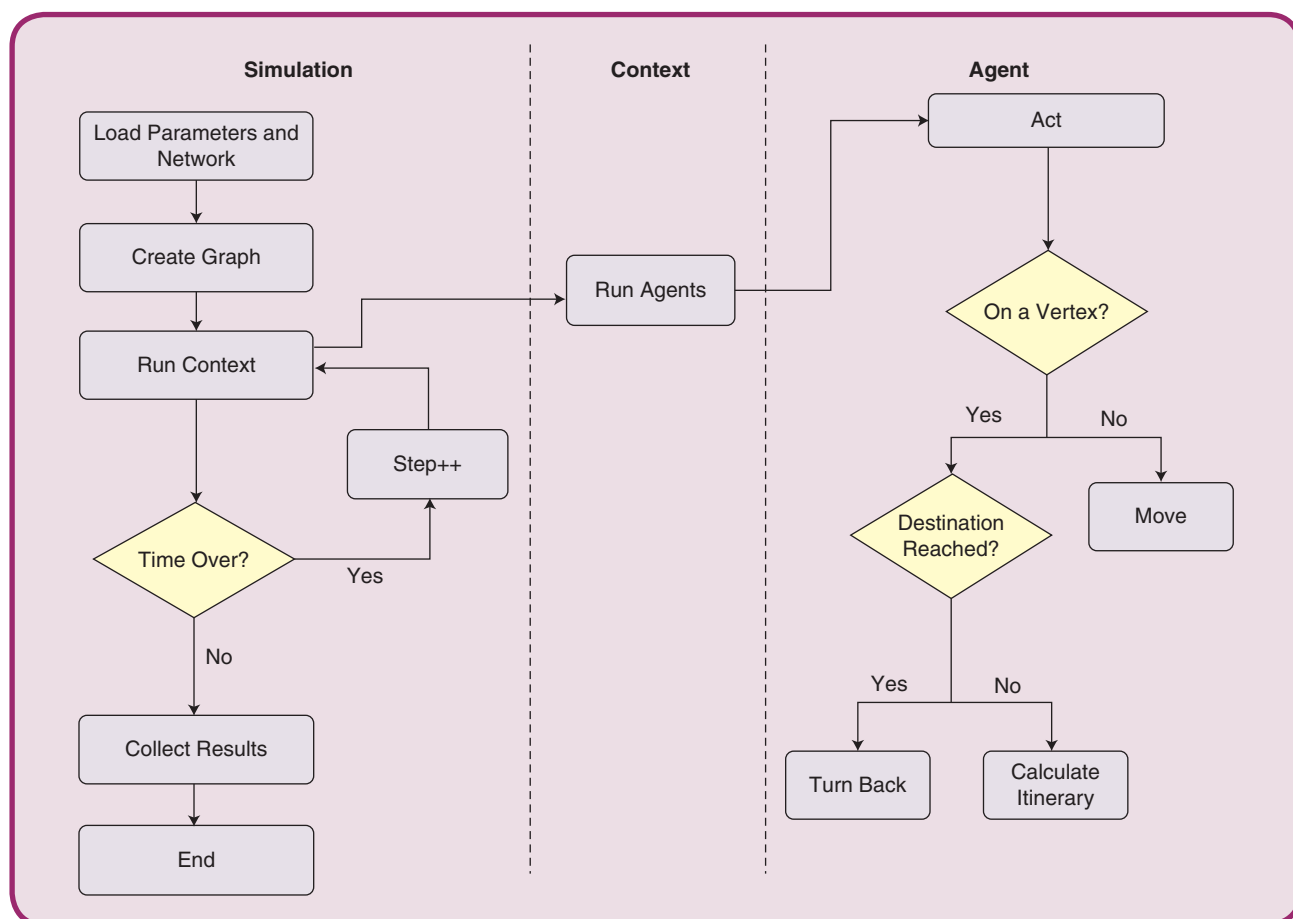 Simulation
Context
Agent
Load Parameters and
Network
Create Graph
Run Context
Step++
Time Over?
Yes
No
Collect Results
End
Run Agents
Act
On a Vertex?
Yes
No
Destination
Reached?
Move
Yes
No
Turn Back
Calculate
Itinerary